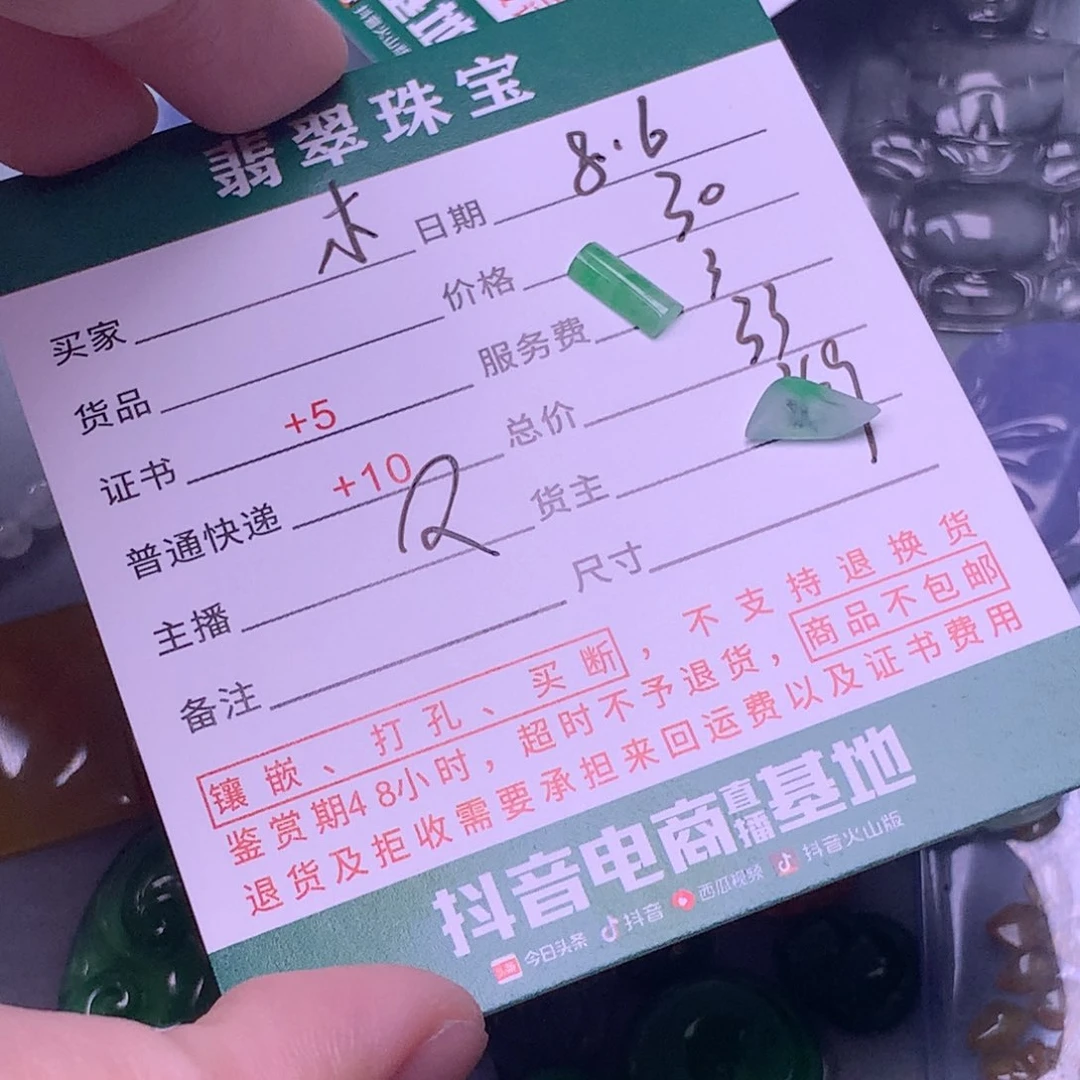 翡翠珠宝
买家 木 日期 8.6
货品 价格 30
证书 +5 服务费 3
普通快递 +10 总价 33
主播 Q 货主
备注 尺寸
镶嵌、打孔、买断，不支持退换货
鉴赏期48小时，超时不予退货，商品不包邮
退货及拒收需要承担来回运费以及证书费用
抖音电商直播基地
头条 今日头条 抖音 西瓜视频 抖音火山版